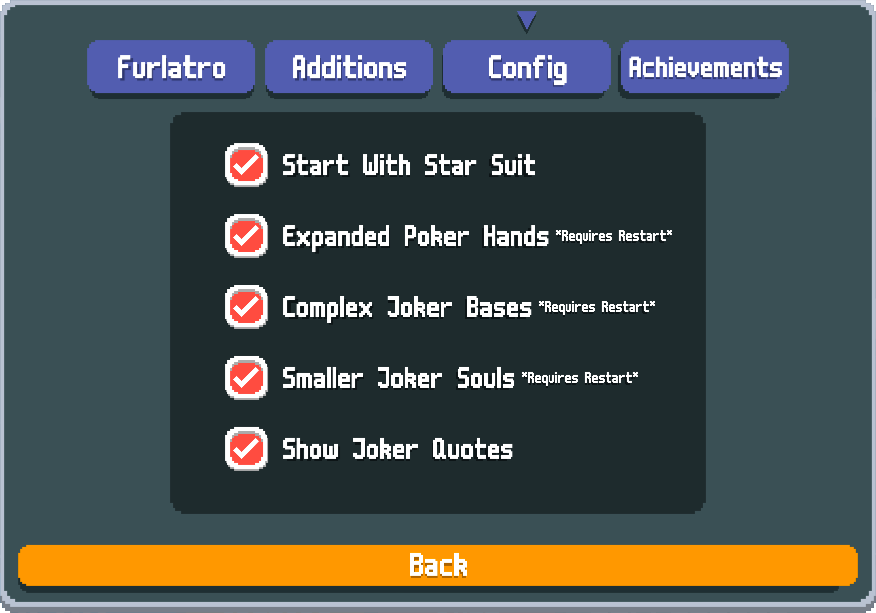 Furlatro Additions Config Achievements
Start With Star Suit
Expanded Poker Hands *Requires Restart*
Complex Joker Bases *Requires Restart*
Smaller Joker Souls *Requires Restart*
Show Joker Quotes
Back